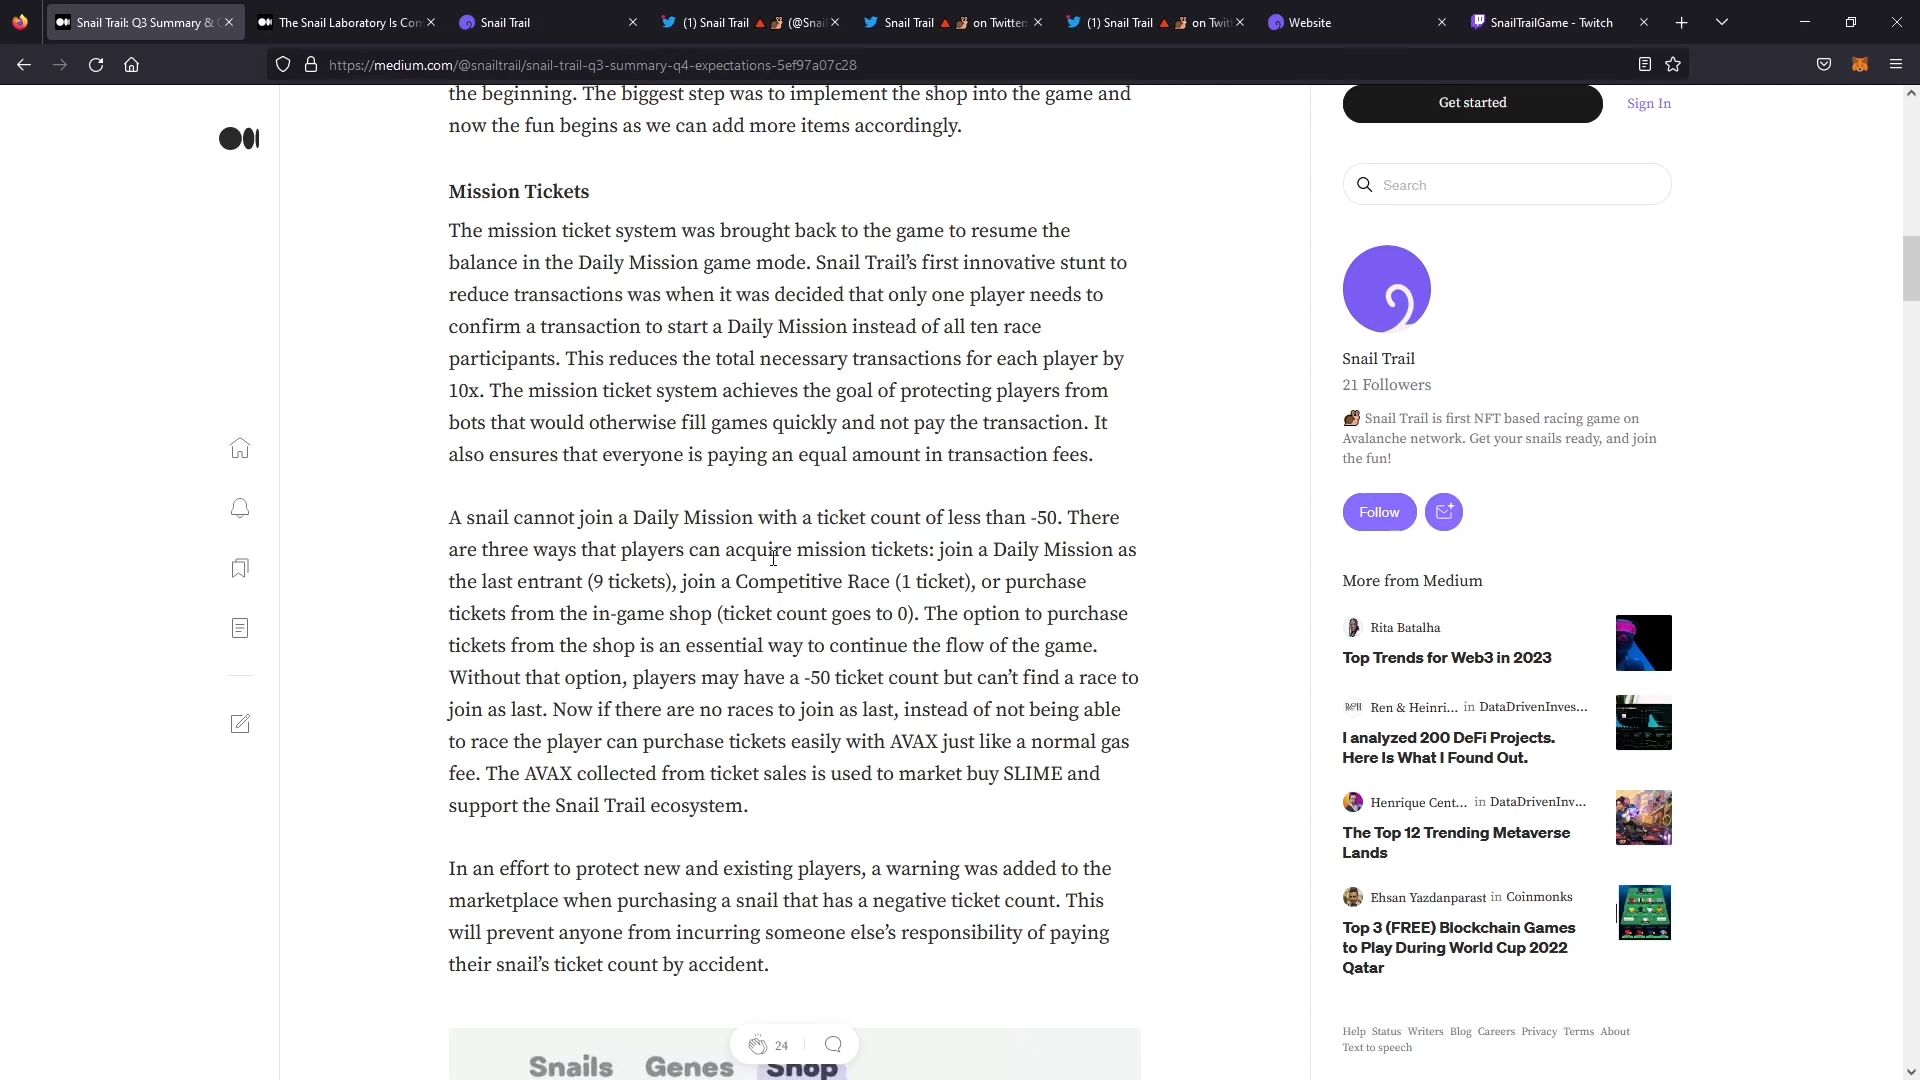 Snail Trail: Q3 Summary &
The Snail Laboratory Is Com
Snail Trail
(1) Snail Trail 🔺🐌 (@Snai
Snail Trail 🔺🐌 on Twitter:
(1) Snail Trail 🔺🐌 on Twit
Website
SnailTrailGame - Twitch
https://medium.com/@snailtrail/snail-trail-q3-summary-q4-expectations-5ef97a07c28
the beginning. The biggest step was to implement the shop into the game and
now the fun begins as we can add more items accordingly.
Mission Tickets
The mission ticket system was brought back to the game to resume the
balance in the Daily Mission game mode. Snail Trail’s first innovative stunt to
reduce transactions was when it was decided that only one player needs to
confirm a transaction to start a Daily Mission instead of all ten race
participants. This reduces the total necessary transactions for each player by
10x. The mission ticket system achieves the goal of protecting players from
bots that would otherwise fill games quickly and not pay the transaction. It
also ensures that everyone is paying an equal amount in transaction fees.
A snail cannot join a Daily Mission with a ticket count of less than -50. There
are three ways that players can acquire mission tickets: join a Daily Mission as
the last entrant (9 tickets), join a Competitive Race (1 ticket), or purchase
tickets from the in-game shop (ticket count goes to 0). The option to purchase
tickets from the shop is an essential way to continue the flow of the game.
Without that option, players may have a -50 ticket count but can’t find a race to
join as last. Now if there are no races to join as last, instead of not being able
to race the player can purchase tickets easily with AVAX just like a normal gas
fee. The AVAX collected from ticket sales is used to market buy SLIME and
support the Snail Trail ecosystem.
In an effort to protect new and existing players, a warning was added to the
marketplace when purchasing a snail that has a negative ticket count. This
will prevent anyone from incurring someone else’s responsibility of paying
their snail’s ticket count by accident.
24
Snails Genes Shop
Get started
Sign In
Search
Snail Trail
21 Followers
🐌 Snail Trail is first NFT based racing game on
Avalanche network. Get your snails ready, and join
the fun!
Follow
More from Medium
Rita Batalha
Top Trends for Web3 in 2023
Ren & Heinri... in DataDrivenInves...
I analyzed 200 DeFi Projects.
Here Is What I Found Out.
Henrique Cent... in DataDrivenInv...
The Top 12 Trending Metaverse
Lands
Ehsan Yazdanparast in Coinmonks
Top 3 (FREE) Blockchain Games
to Play During World Cup 2022
Qatar
Help Status Writers Blog Careers Privacy Terms About
Text to speech